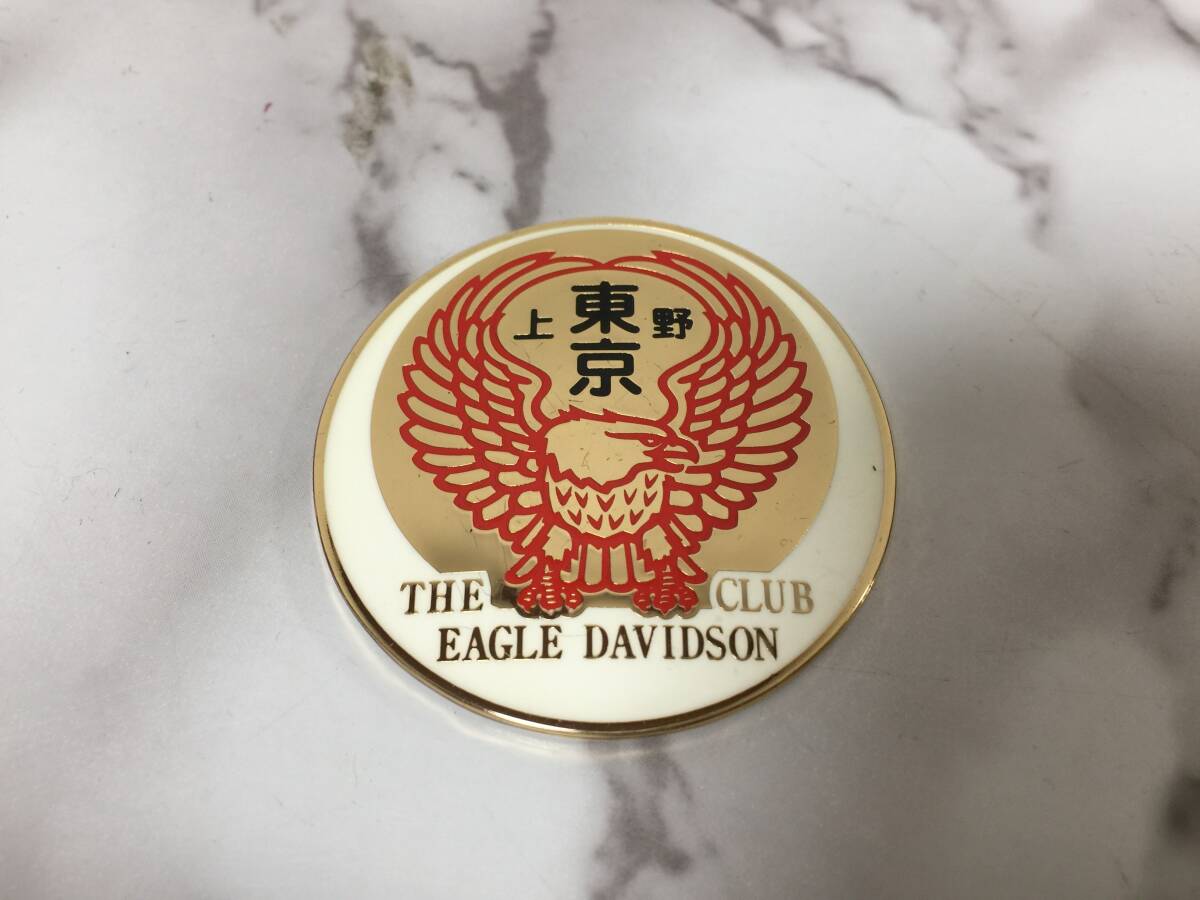 東京
上野
THE CLUB
EAGLE DAVIDSON